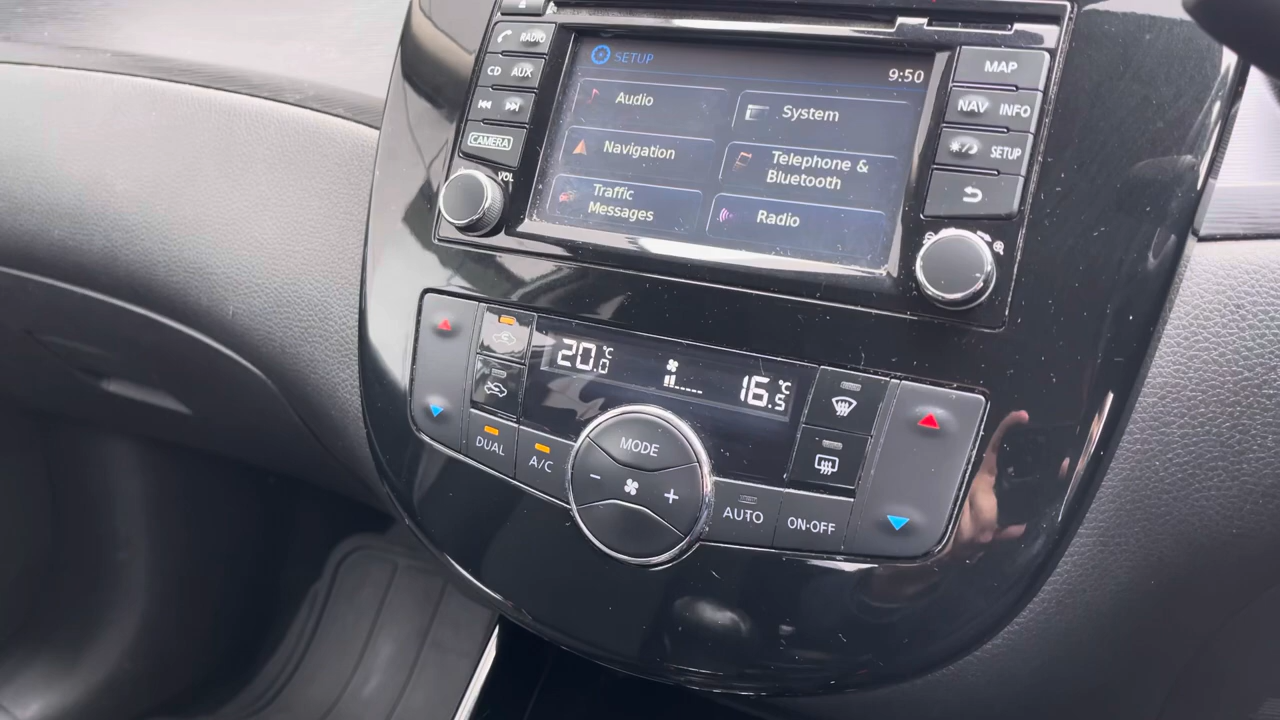 RADIO
CD AUX
CAMERA
VOL
SETUP
9:50
Audio
System
Navigation
Telephone &
Bluetooth
Traffic
Messages
Radio
MAP
NAV INFO
SETUP
20.0°C
16.5°C
DUAL
A/C
MODE
- +
AUTO
ON·OFF